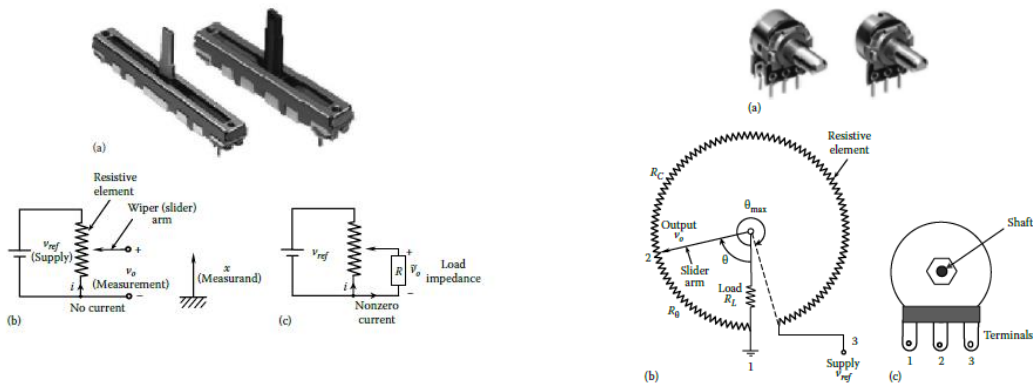 (a)
Resistive
element
Wiper (slider)
arm
v_ref
(Supply)
+
v_o
(Measurement)
i
−
No current
(b)
x
(Measurand)
v_ref
i
+
R
ṽ_o
−
Load
impedance
Nonzero
current
(c)
(a)
Resistive
element
R_C
θ_max
Output
v_o
2
θ
Slider
arm
Load
R_L
R_θ
3
1
Supply
v_ref
(b)
Shaft
Terminals
1 2 3
(c)